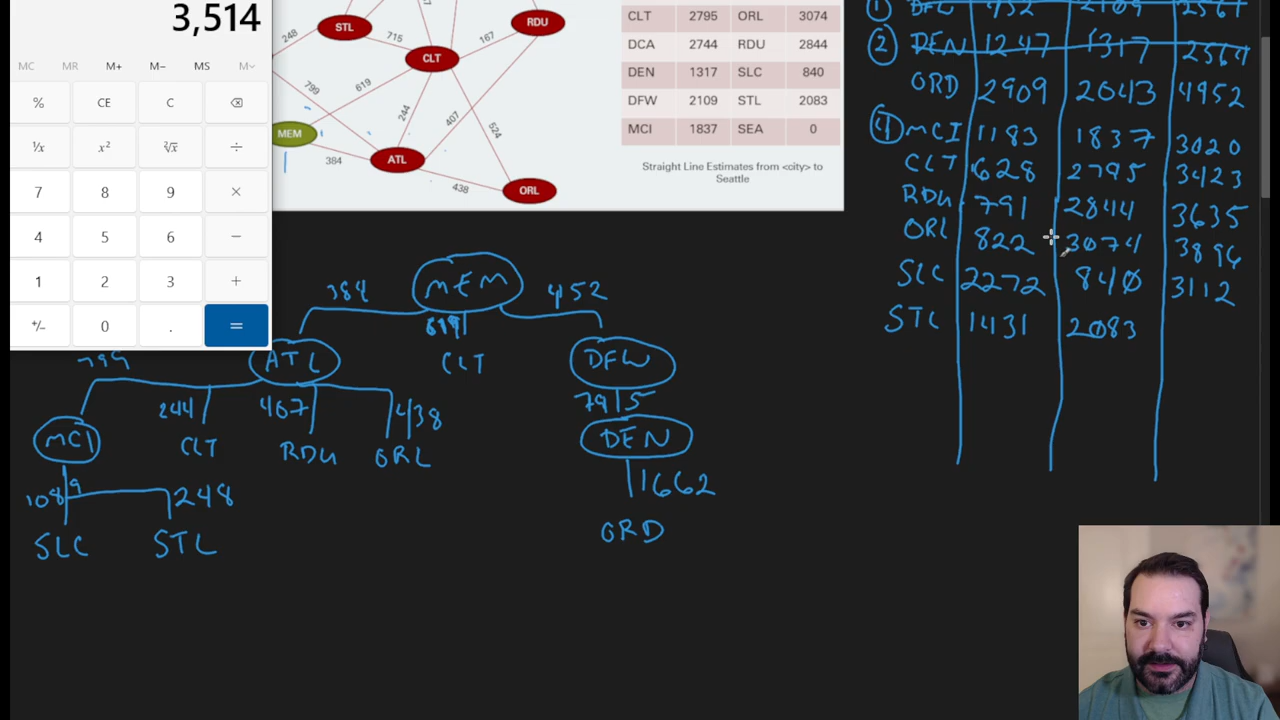 3,514
MC MR M+ M− MS M˅
% CE C
⅟x x² ²√x ÷
7 8 9 ×
4 5 6 −
1 2 3 +
+/− 0 . =
STL
RDU
CLT
MEM
ATL
ORL
248
715
167
799
619
244
407
524
384
438
CLT 2795 ORL 3074
DCA 2744 RDU 2844
DEN 1317 SLC 840
DFW 2109 STL 2083
MCI 1837 SEA 0
Straight Line Estimates from <city> to
Seattle
1 DFW 452 2109 2561
2 DEN 1247 1317 2564
ORD 2909 2043 4952
4 MCI 1183 1837 3020
CLT 628 2795 3423
RDU 791 2844 3635
ORL 822 3074 3896
SLC 2272 840 3112
STL 1431 2083
MEM
384 619 452
799 ATL CLT DFW
244 407 438 795
MCI CLT RDU ORL DEN
1089 248 1662
SLC STL ORD